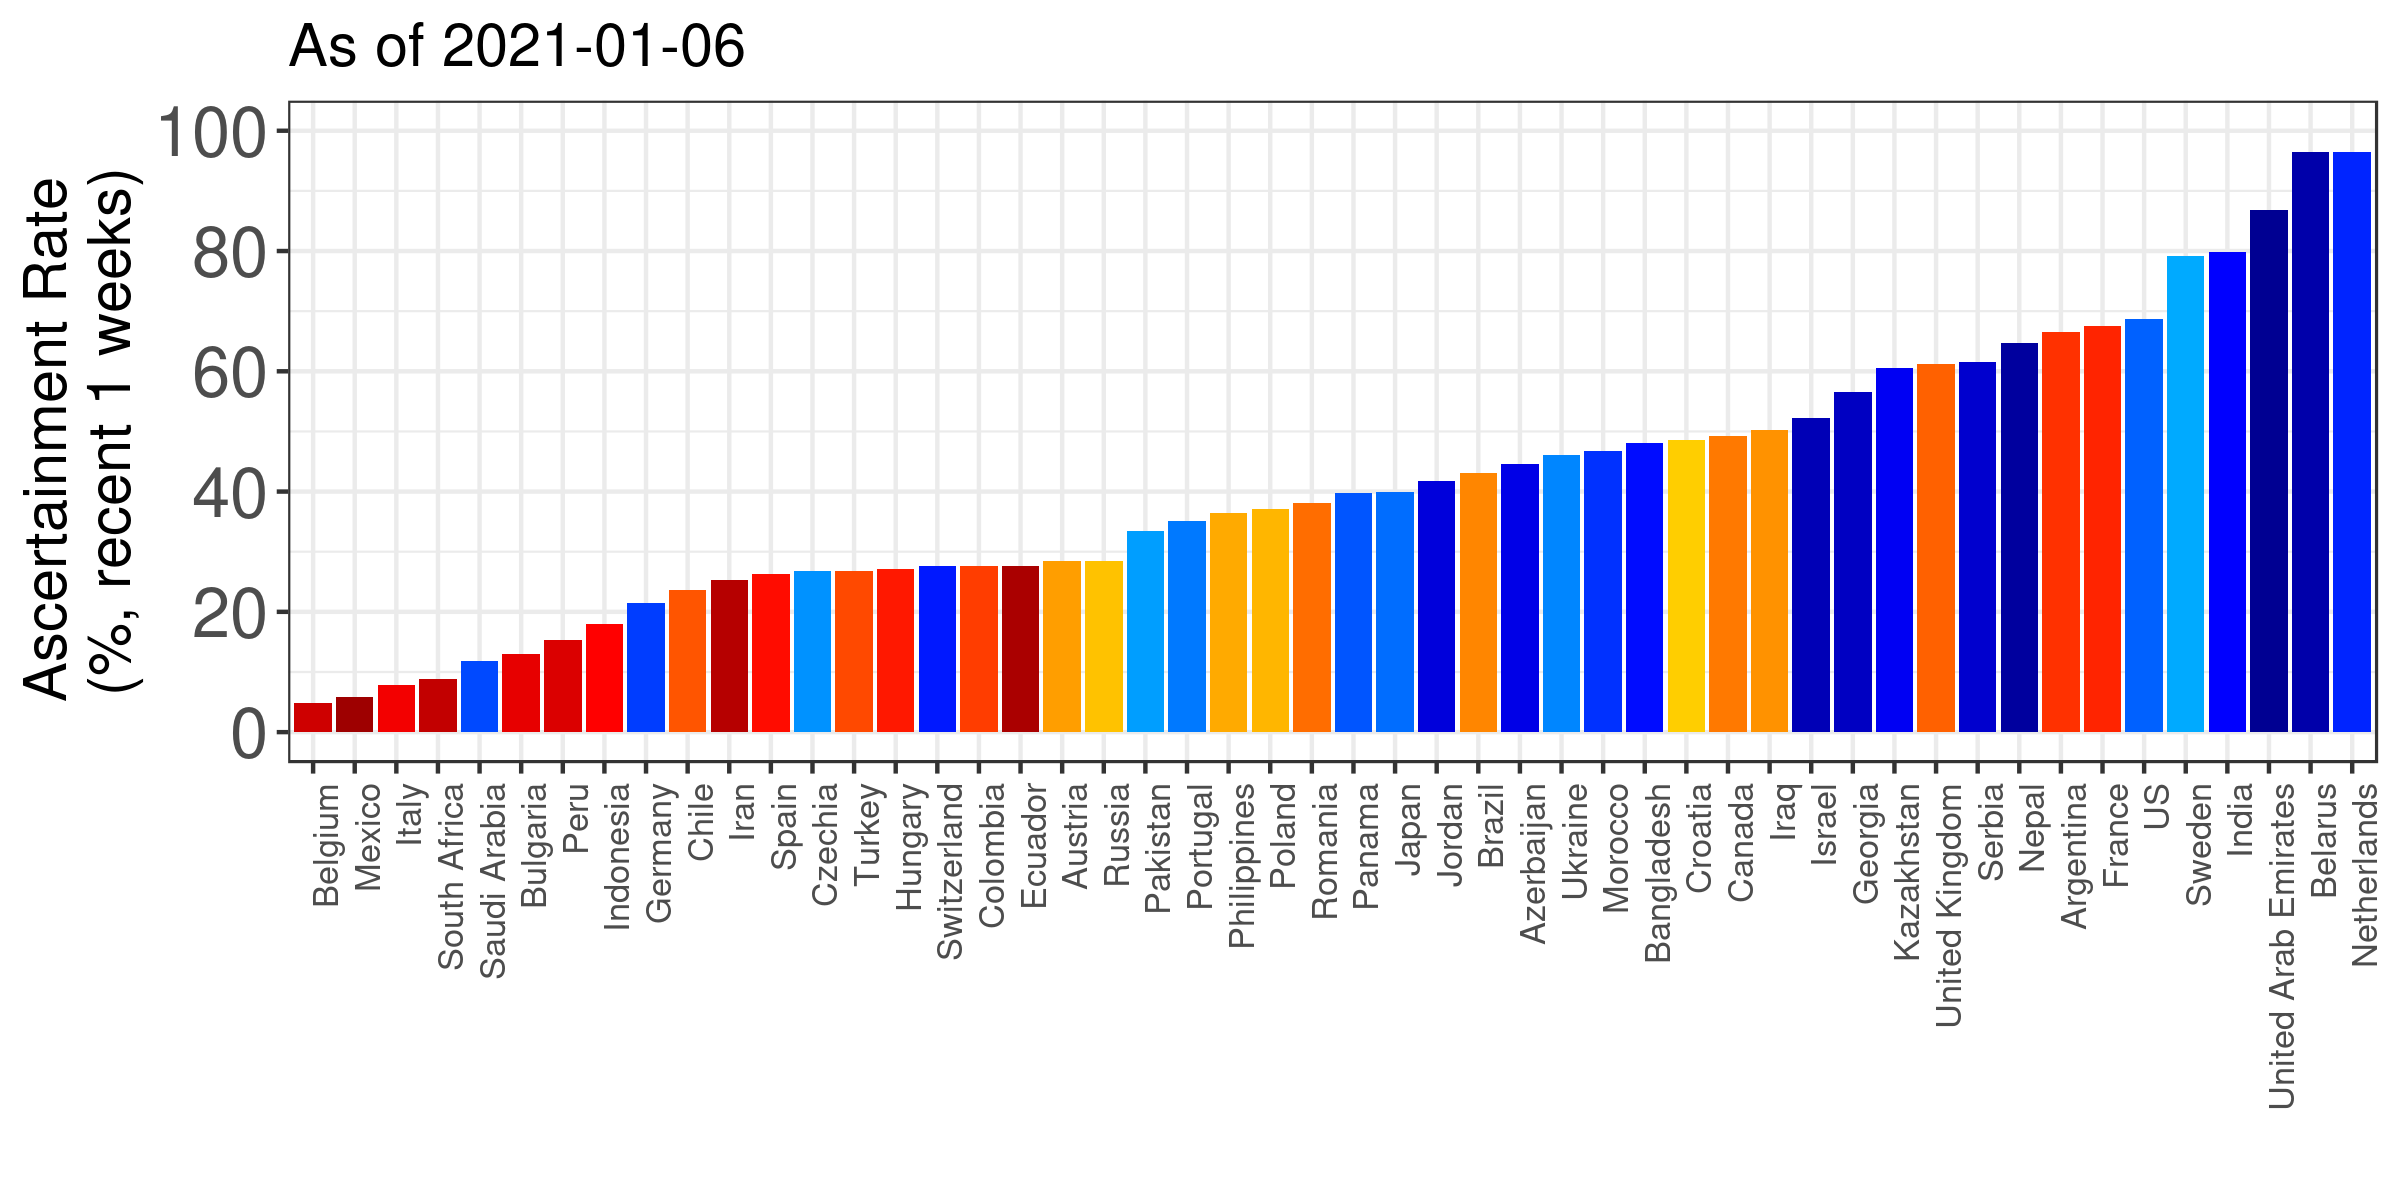 As of 2021-01-06
Ascertainment Rate
(%, recent 1 weeks)
100
80
60
40
20
0
Belgium
Mexico
Italy
South Africa
Saudi Arabia
Bulgaria
Peru
Indonesia
Germany
Chile
Iran
Spain
Czechia
Turkey
Hungary
Switzerland
Colombia
Ecuador
Austria
Russia
Pakistan
Portugal
Philippines
Poland
Romania
Panama
Japan
Jordan
Brazil
Azerbaijan
Ukraine
Morocco
Bangladesh
Croatia
Canada
Iraq
Israel
Georgia
Kazakhstan
United Kingdom
Serbia
Nepal
Argentina
France
US
Sweden
India
United Arab Emirates
Belarus
Netherlands